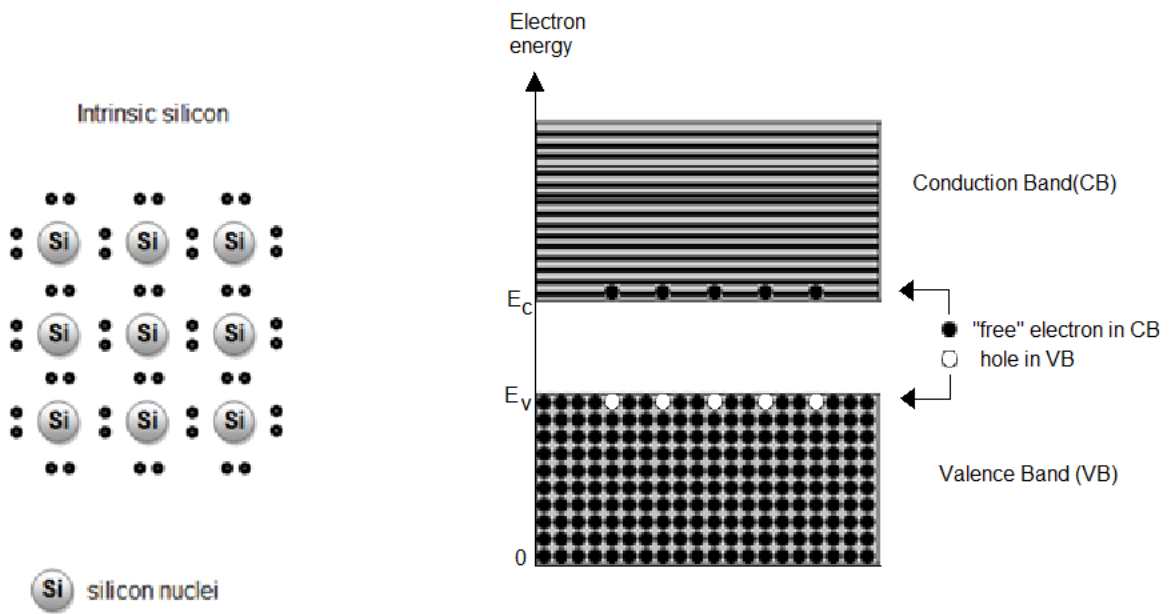 Intrinsic silicon
Si Si Si
Si Si Si
Si Si Si
Si silicon nuclei
Electron
energy
Conduction Band(CB)
Ec
"free" electron in CB
hole in VB
Ev
Valence Band (VB)
0